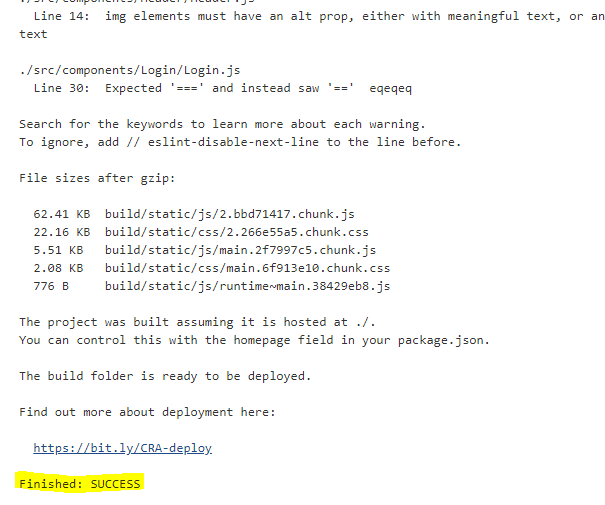 ./src/components/header/header.js
  Line 14:  img elements must have an alt prop, either with meaningful text, or an
text

./src/components/Login/Login.js
  Line 30:  Expected '===' and instead saw '=='  eqeqeq

Search for the keywords to learn more about each warning.
To ignore, add // eslint-disable-next-line to the line before.

File sizes after gzip:

  62.41 KB  build/static/js/2.bbd71417.chunk.js
  22.16 KB  build/static/css/2.266e55a5.chunk.css
  5.51 KB   build/static/js/main.2f7997c5.chunk.js
  2.08 KB   build/static/css/main.6f913e10.chunk.css
  776 B     build/static/js/runtime~main.38429eb8.js

The project was built assuming it is hosted at ./.
You can control this with the homepage field in your package.json.

The build folder is ready to be deployed.

Find out more about deployment here:

  https://bit.ly/CRA-deploy

Finished: SUCCESS